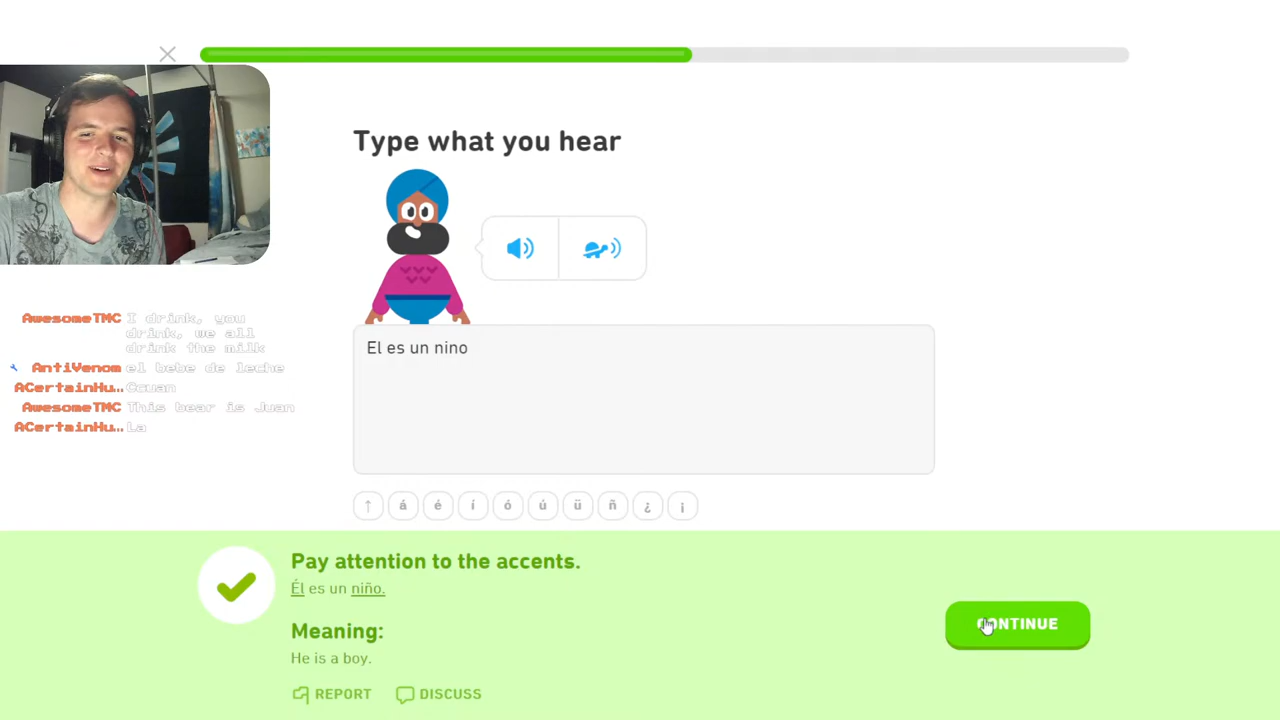 Type what you hear
El es un nino
AwesomeTMC I drink, you
drink, we all
drink the milk
AntiVenom el bebe de leche
ACertainHu... Ccuan
AwesomeTMC This bear is Juan
ACertainHu... La
↑ á é í ó ú ü ñ ¿ ¡
Pay attention to the accents.
Él es un niño.
Meaning:
He is a boy.
CONTINUE
REPORT DISCUSS